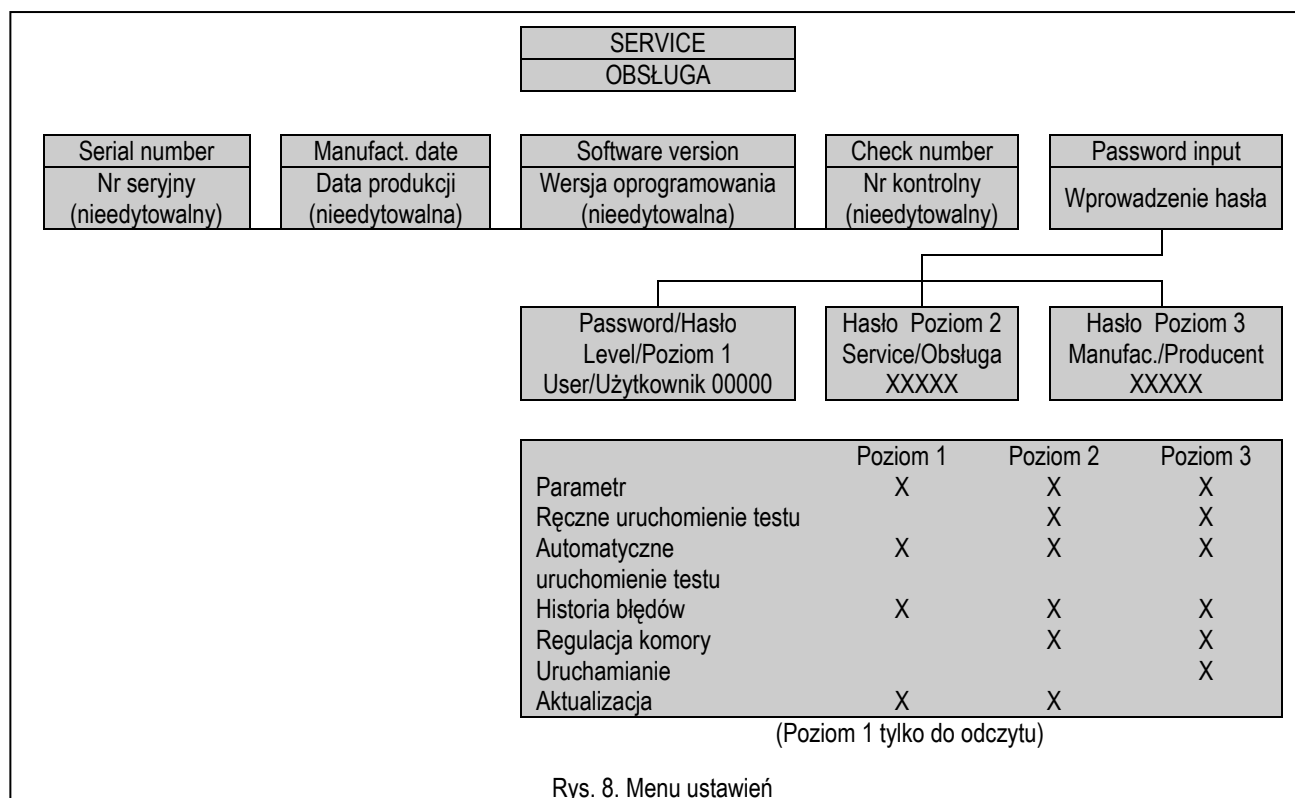 SERVICE
OBSŁUGA
Serial number
Nr seryjny
(nieedytowalny)
Manufact. date
Data produkcji
(nieedytowalna)
Software version
Wersja oprogramowania
(nieedytowalna)
Check number
Nr kontrolny
(nieedytowalny)
Password input
Wprowadzenie hasła
Password/Hasło
Level/Poziom 1
User/Użytkownik 00000
Hasło Poziom 2
Service/Obsługa
XXXXX
Hasło Poziom 3
Manufac./Producent
XXXXX
Poziom 1 Poziom 2 Poziom 3
Parametr X X X
Ręczne uruchomienie testu X X
Automatyczne X X X
uruchomienie testu
Historia błędów X X X
Regulacja komory X X
Uruchamianie X
Aktualizacja X X
(Poziom 1 tylko do odczytu)
Rys. 8. Menu ustawień